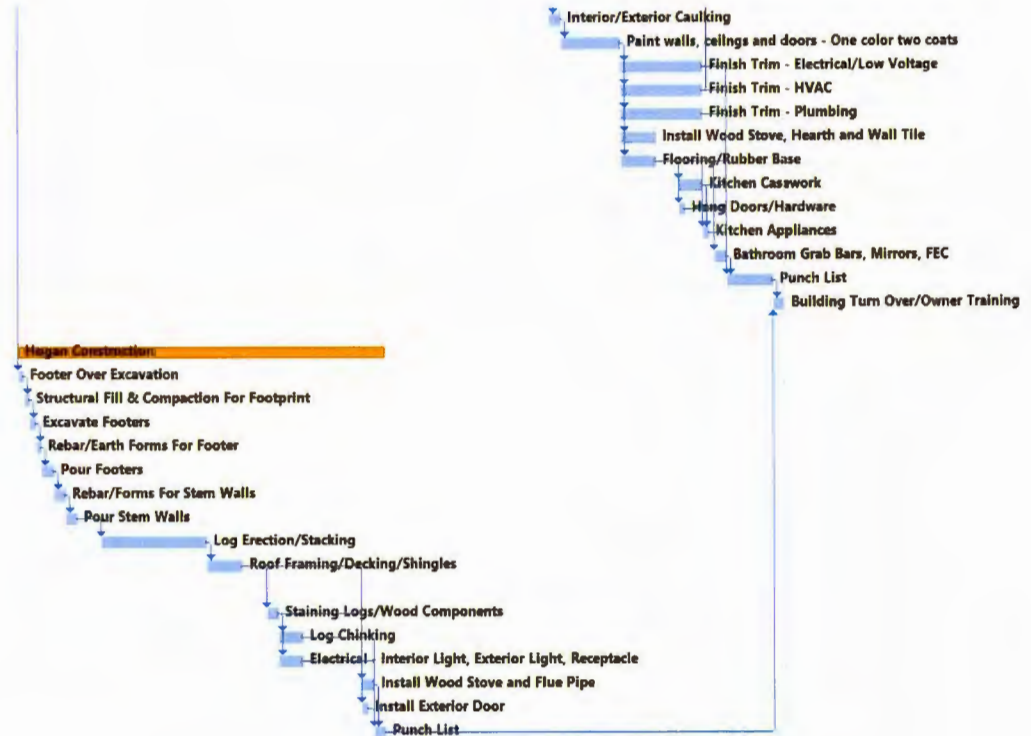 Interior/Exterior Caulking
Paint walls, ceilngs and doors - One color two coats
Finish Trim - Electrical/Low Voltage
Finish Trim - HVAC
Finish Trim - Plumbing
Install Wood Stove, Hearth and Wall Tile
Flooring/Rubber Base
Kitchen Casework
Hang Doors/Hardware
Kitchen Appliances
Bathroom Grab Bars, Mirrors, FEC
Punch List
Building Turn Over/Owner Training
Hogan Construction
Footer Over Excavation
Structural Fill & Compaction For Footprint
Excavate Footers
Rebar/Earth Forms For Footer
Pour Footers
Rebar/Forms For Stem Walls
Pour Stem Walls
Log Erection/Stacking
Roof Framing/Decking/Shingles
Staining Logs/Wood Components
Log Chinking
Electrical - Interior Light, Exterior Light, Receptacle
Install Wood Stove and Flue Pipe
Install Exterior Door
Punch List